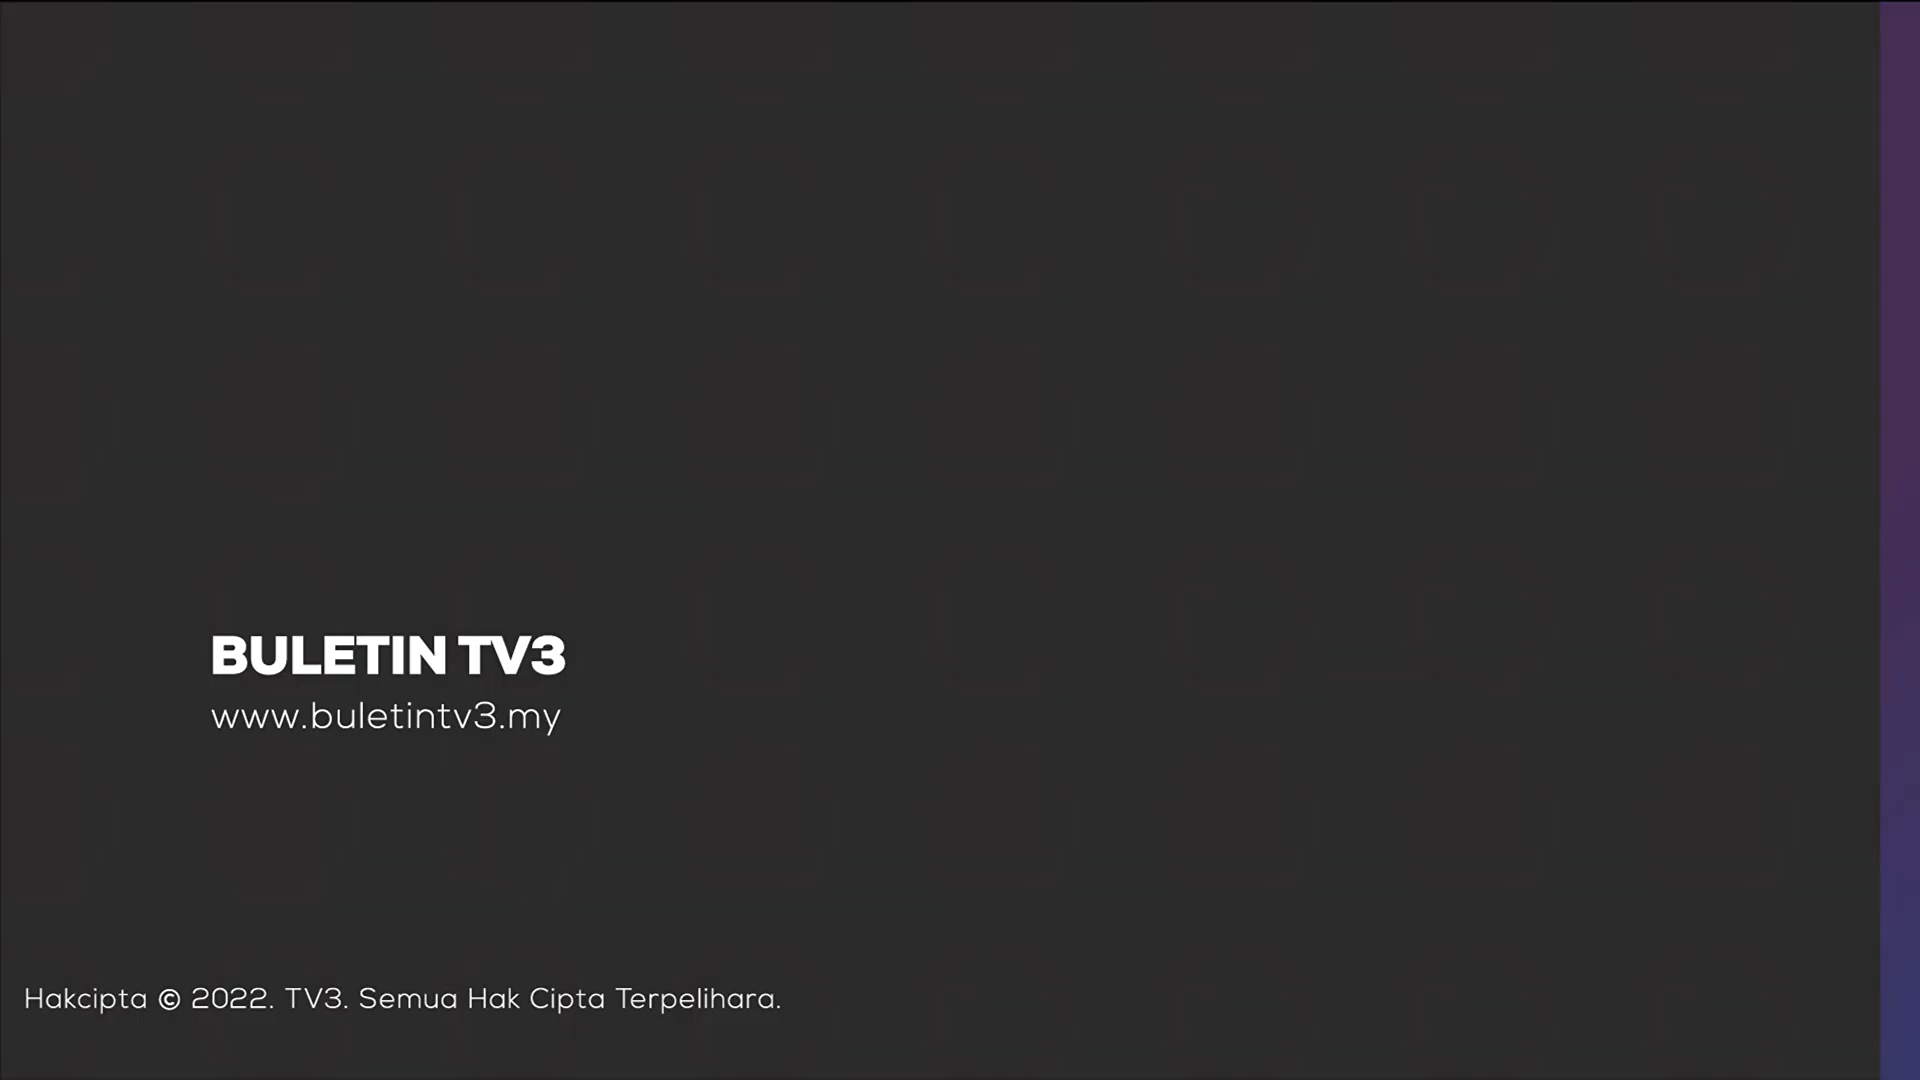 BULETIN TV3
www.buletintv3.my
Hakcipta © 2022. TV3. Semua Hak Cipta Terpelihara.